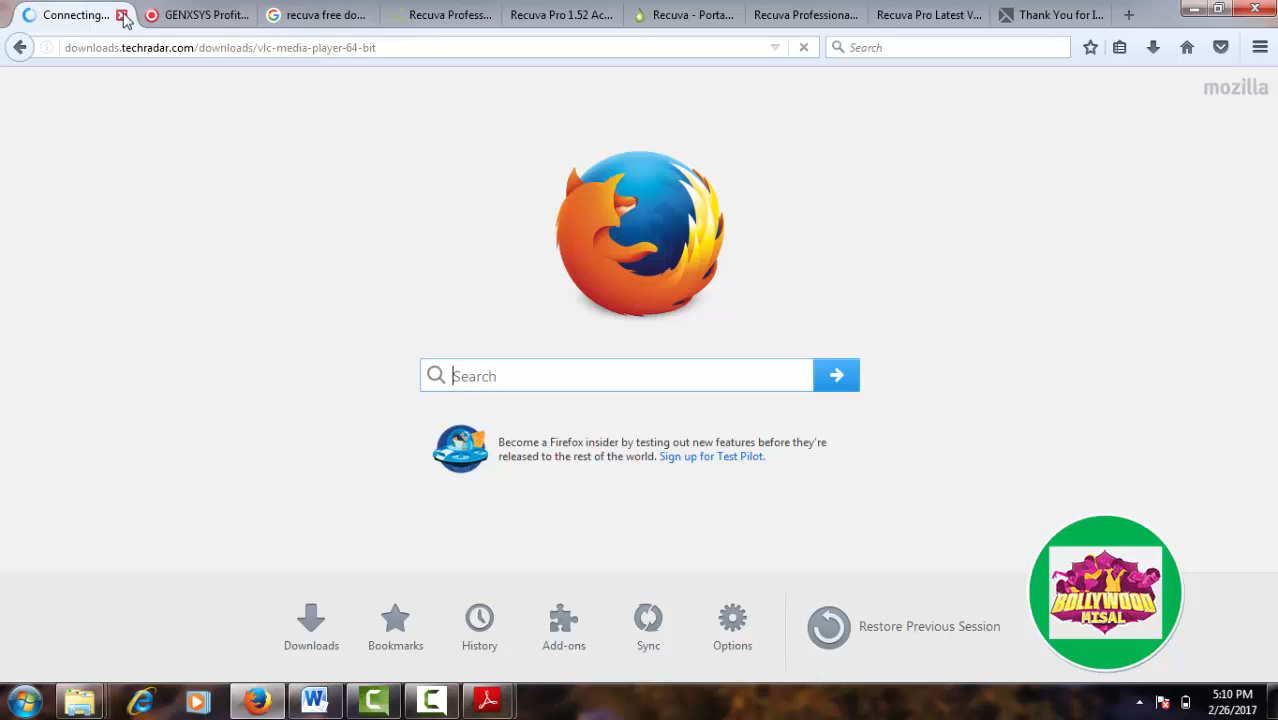 Connecting...
GENXSYS Profit...
recuva free do...
Recuva Profess...
Recuva Pro 1.52 Ac...
Recuva - Porta...
Recuva Professiona...
Recuva Pro Latest V...
Thank You for I...
downloads.techradar.com/downloads/vlc-media-player-64-bit
Search
mozilla
Search
Become a Firefox insider by testing out new features before they're
released to the rest of the world. Sign up for Test Pilot.
BOLLYWOOD
MISAL
Downloads
Bookmarks
History
Add-ons
Sync
Options
Restore Previous Session
5:10 PM
2/26/2017